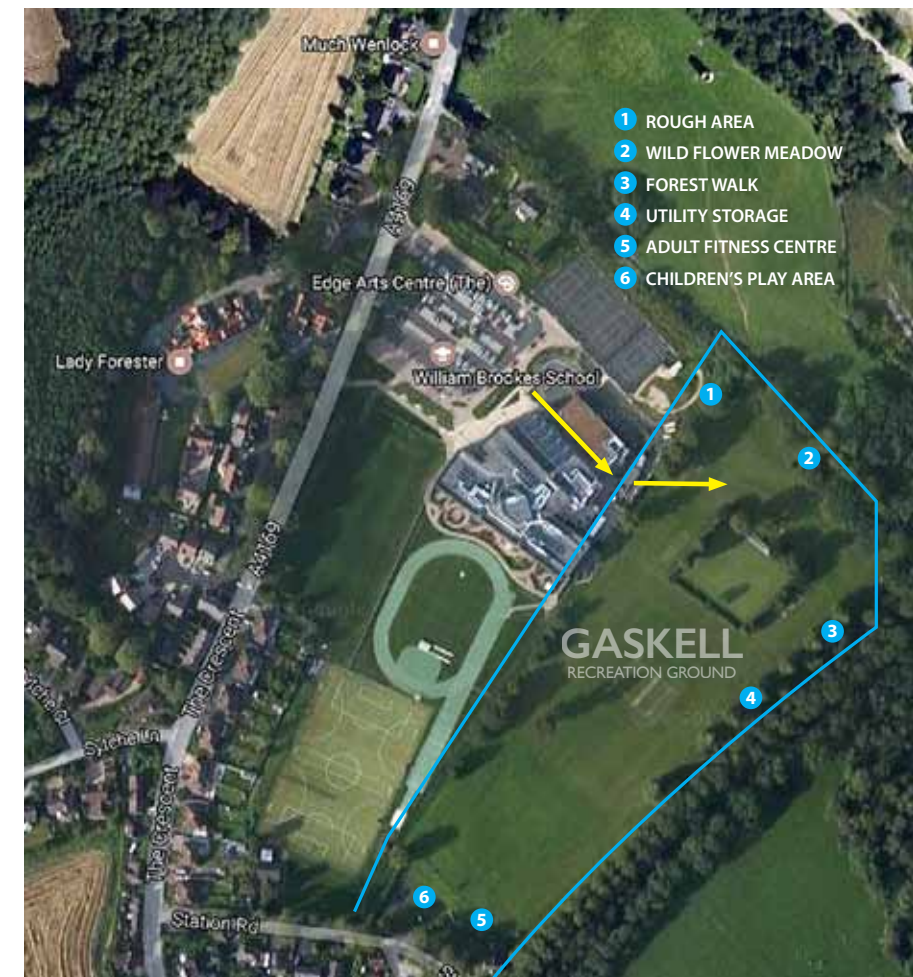 Much Wenlock
1 ROUGH AREA
2 WILD FLOWER MEADOW
3 FOREST WALK
4 UTILITY STORAGE
5 ADULT FITNESS CENTRE
6 CHILDREN'S PLAY AREA
A4169
Edge Arts Centre (The)
Lady Forester
William Brookes School
1
2
A4169
3
GASKELL
RECREATION GROUND
4
The Crescent
Sytche Ln
The Crescent
6
5
Station Rd